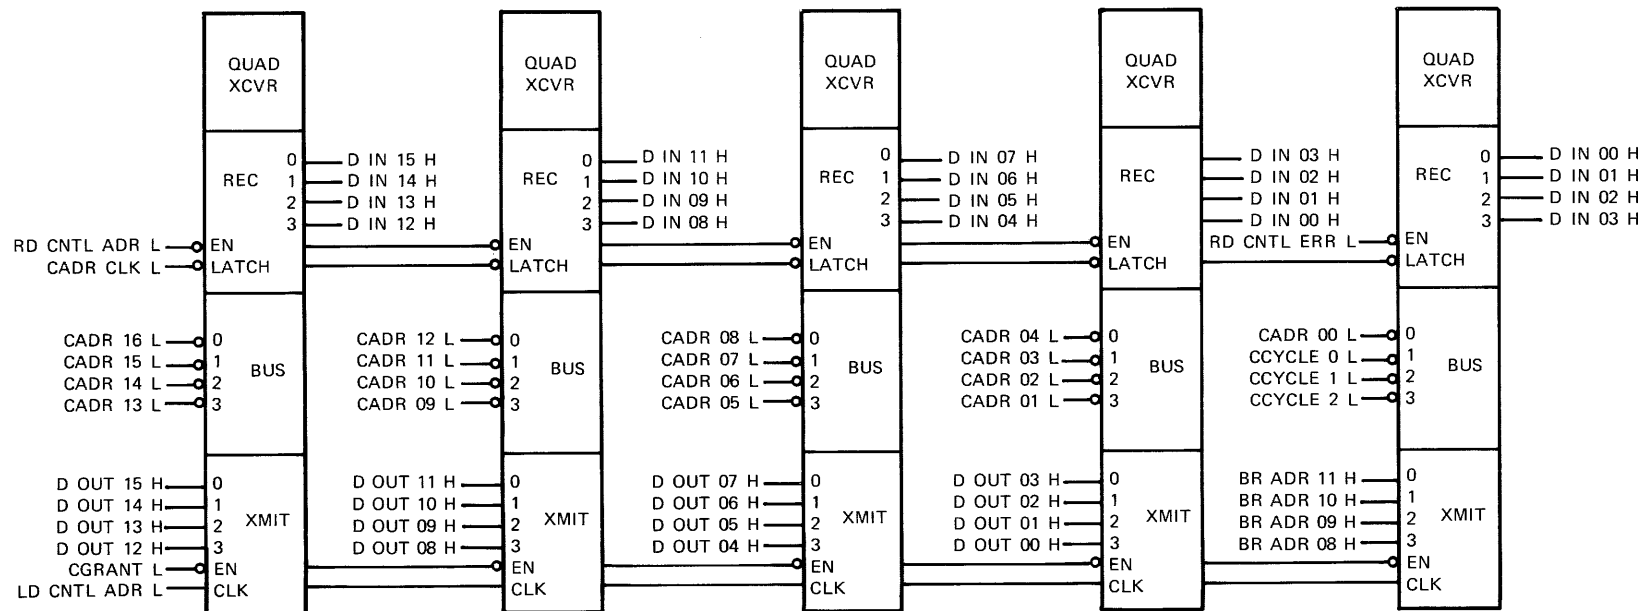 QUAD XCVR QUAD XCVR QUAD XCVR QUAD XCVR QUAD XCVR
REC
0 D IN 15 H
1 D IN 14 H
2 D IN 13 H
3 D IN 12 H
RD CNTL ADR L EN
CADR CLK L LATCH
REC
0 D IN 11 H
1 D IN 10 H
2 D IN 09 H
3 D IN 08 H
EN
LATCH
REC
0 D IN 07 H
1 D IN 06 H
2 D IN 05 H
3 D IN 04 H
EN
LATCH
REC
D IN 03 H
D IN 02 H
D IN 01 H
D IN 00 H
EN
LATCH
REC
0 D IN 00 H
1 D IN 01 H
2 D IN 02 H
3 D IN 03 H
RD CNTL ERR L EN
LATCH
BUS
CADR 16 L 0
CADR 15 L 1
CADR 14 L 2
CADR 13 L 3
BUS
CADR 12 L 0
CADR 11 L 1
CADR 10 L 2
CADR 09 L 3
BUS
CADR 08 L 0
CADR 07 L 1
CADR 06 L 2
CADR 05 L 3
BUS
CADR 04 L 0
CADR 03 L 1
CADR 02 L 2
CADR 01 L 3
BUS
CADR 00 L 0
CCYCLE 0 L 1
CCYCLE 1 L 2
CCYCLE 2 L 3
XMIT
D OUT 15 H 0
D OUT 14 H 1
D OUT 13 H 2
D OUT 12 H 3
CGRANT L EN
LD CNTL ADR L CLK
XMIT
D OUT 11 H 0
D OUT 10 H 1
D OUT 09 H 2
D OUT 08 H 3
EN
CLK
XMIT
D OUT 07 H 0
D OUT 06 H 1
D OUT 05 H 2
D OUT 04 H 3
EN
CLK
XMIT
D OUT 03 H 0
D OUT 02 H 1
D OUT 01 H 2
D OUT 00 H 3
EN
CLK
XMIT
BR ADR 11 H 0
BR ADR 10 H 1
BR ADR 09 H 2
BR ADR 08 H 3
EN
CLK